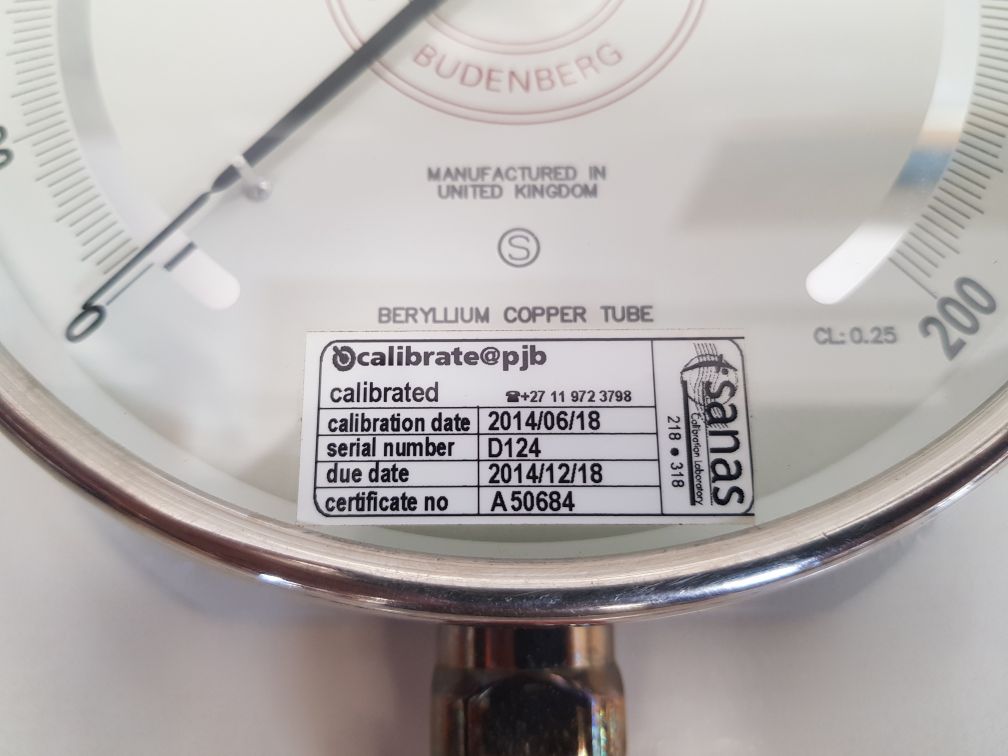 BUDENBERG
MANUFACTURED IN
UNITED KINGDOM
S
BERYLLIUM COPPER TUBE
0
200
CL: 0.25
calibrate@pjb
calibrated ☎+27 11 972 3798
calibration date 2014/06/18
serial number D124
due date 2014/12/18
certificate no A 50684
sanas
Calibration Laboratory
218 ● 318